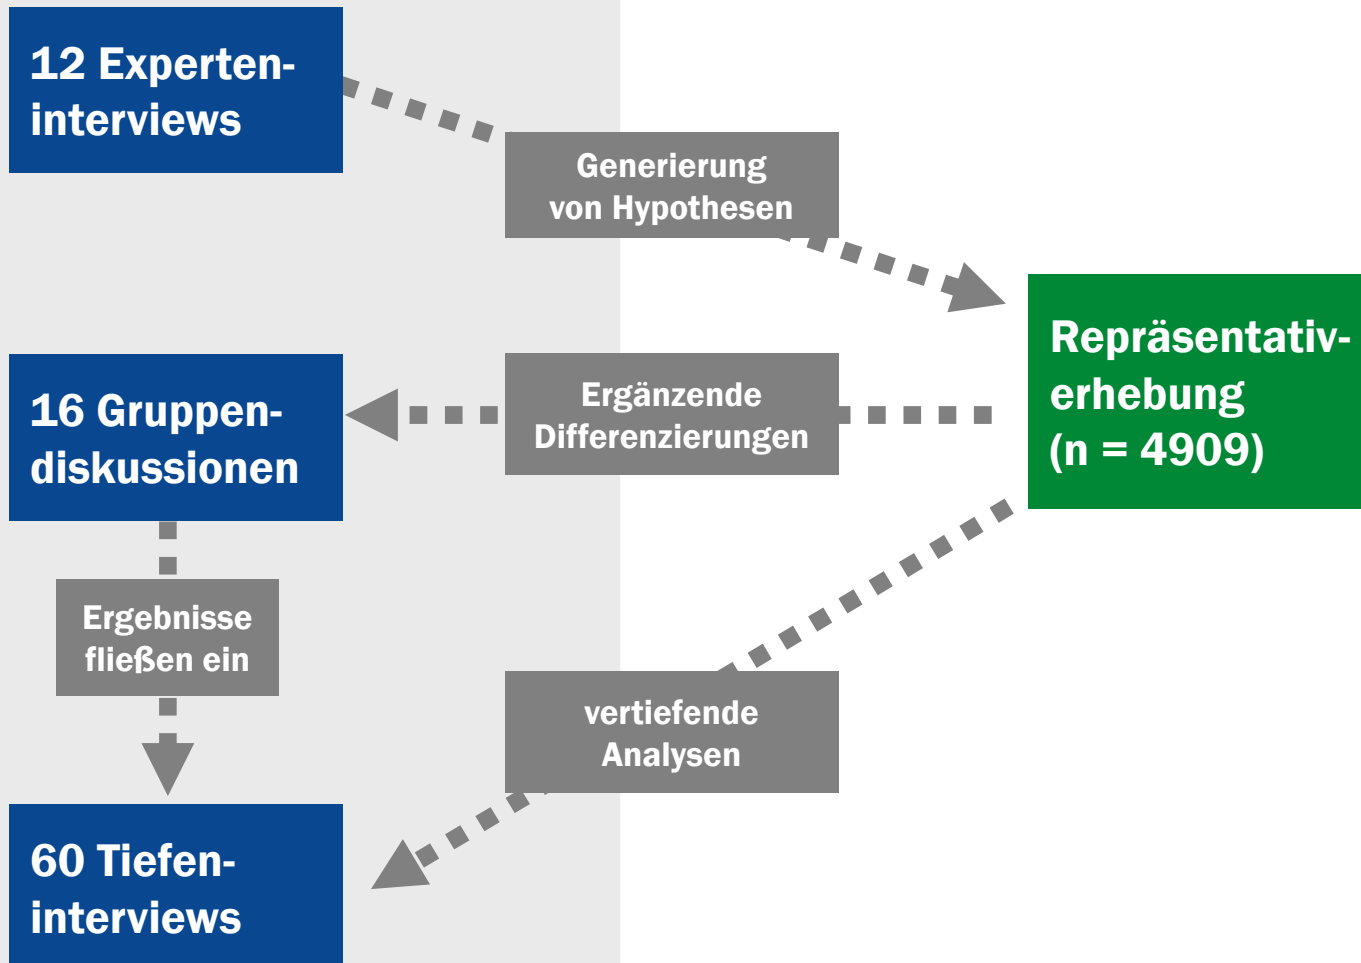 12 Experten-
interviews
Generierung
von Hypothesen
Repräsentativ-
erhebung
(n = 4909)
16 Gruppen-
diskussionen
Ergänzende
Differenzierungen
Ergebnisse
fließen ein
vertiefende
Analysen
60 Tiefen-
interviews